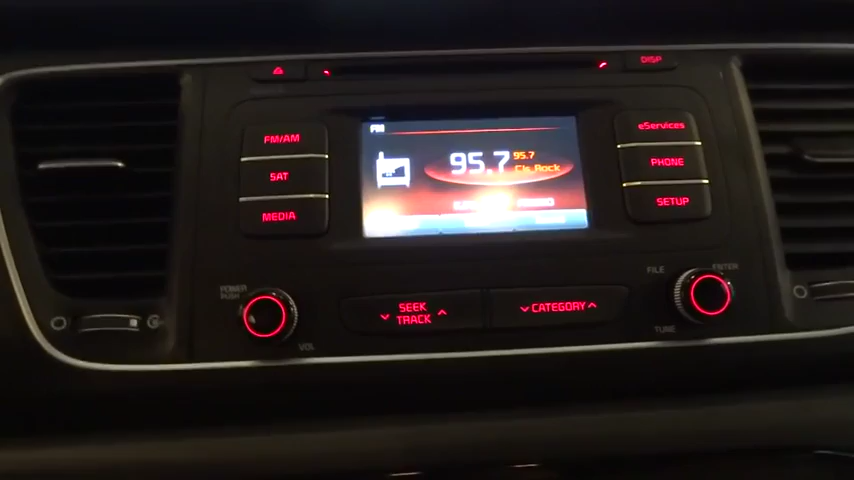 DISP
FM/AM
SAT
MEDIA
FM
95.7
95.7
Cls Rock
eServices
PHONE
SETUP
POWER
PUSH
VOL
SEEK
TRACK
CATEGORY
FILE
ENTER
TUNE